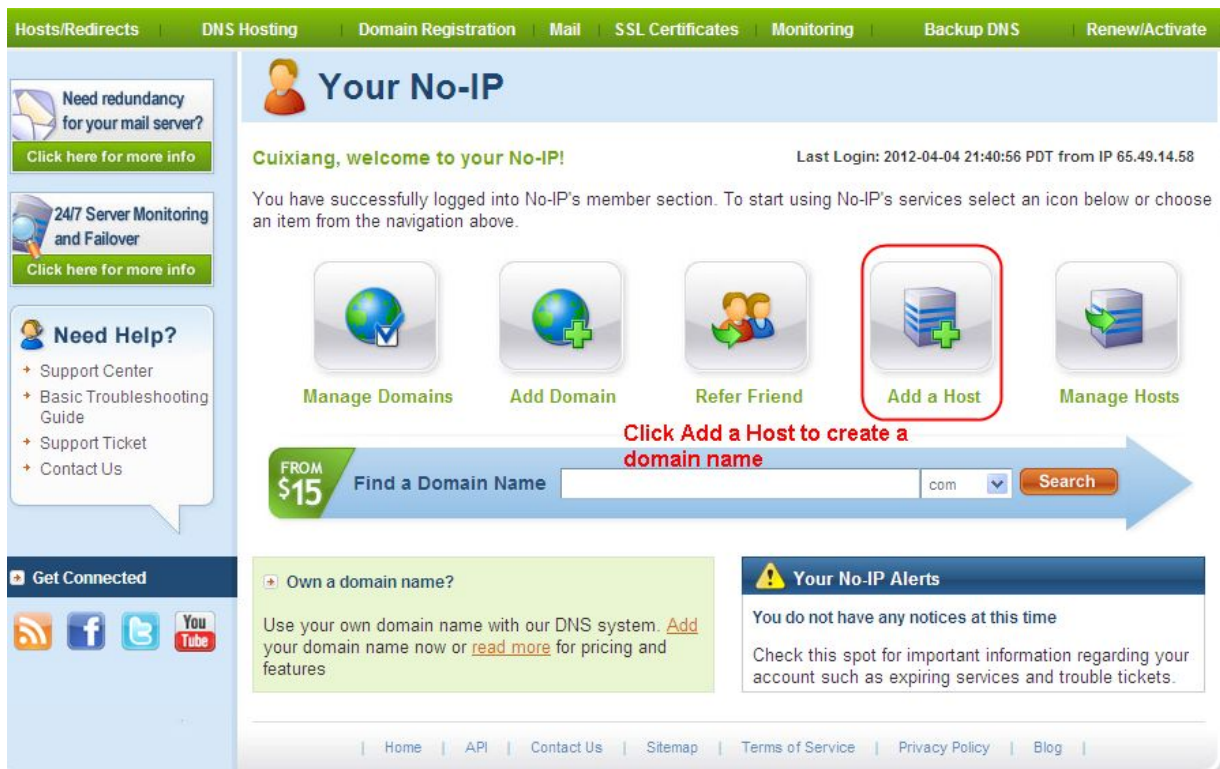 Hosts/Redirects DNS Hosting Domain Registration Mail SSL Certificates Monitoring Backup DNS Renew/Activate
Need redundancy
for your mail server?
Click here for more info
24/7 Server Monitoring
and Failover
Click here for more info
Need Help?
Support Center
Basic Troubleshooting
Guide
Support Ticket
Contact Us
Get Connected
You
Tube
Your No-IP
Cuixiang, welcome to your No-IP!
Last Login: 2012-04-04 21:40:56 PDT from IP 65.49.14.58
You have successfully logged into No-IP's member section. To start using No-IP's services select an icon below or choose
an item from the navigation above.
Manage Domains Add Domain Refer Friend Add a Host Manage Hosts
Click Add a Host to create a
domain name
FROM
$15
Find a Domain Name com Search
Own a domain name?
Use your own domain name with our DNS system. Add
your domain name now or read more for pricing and
features
Your No-IP Alerts
You do not have any notices at this time
Check this spot for important information regarding your
account such as expiring services and trouble tickets.
| Home | API | Contact Us | Sitemap | Terms of Service | Privacy Policy | Blog |